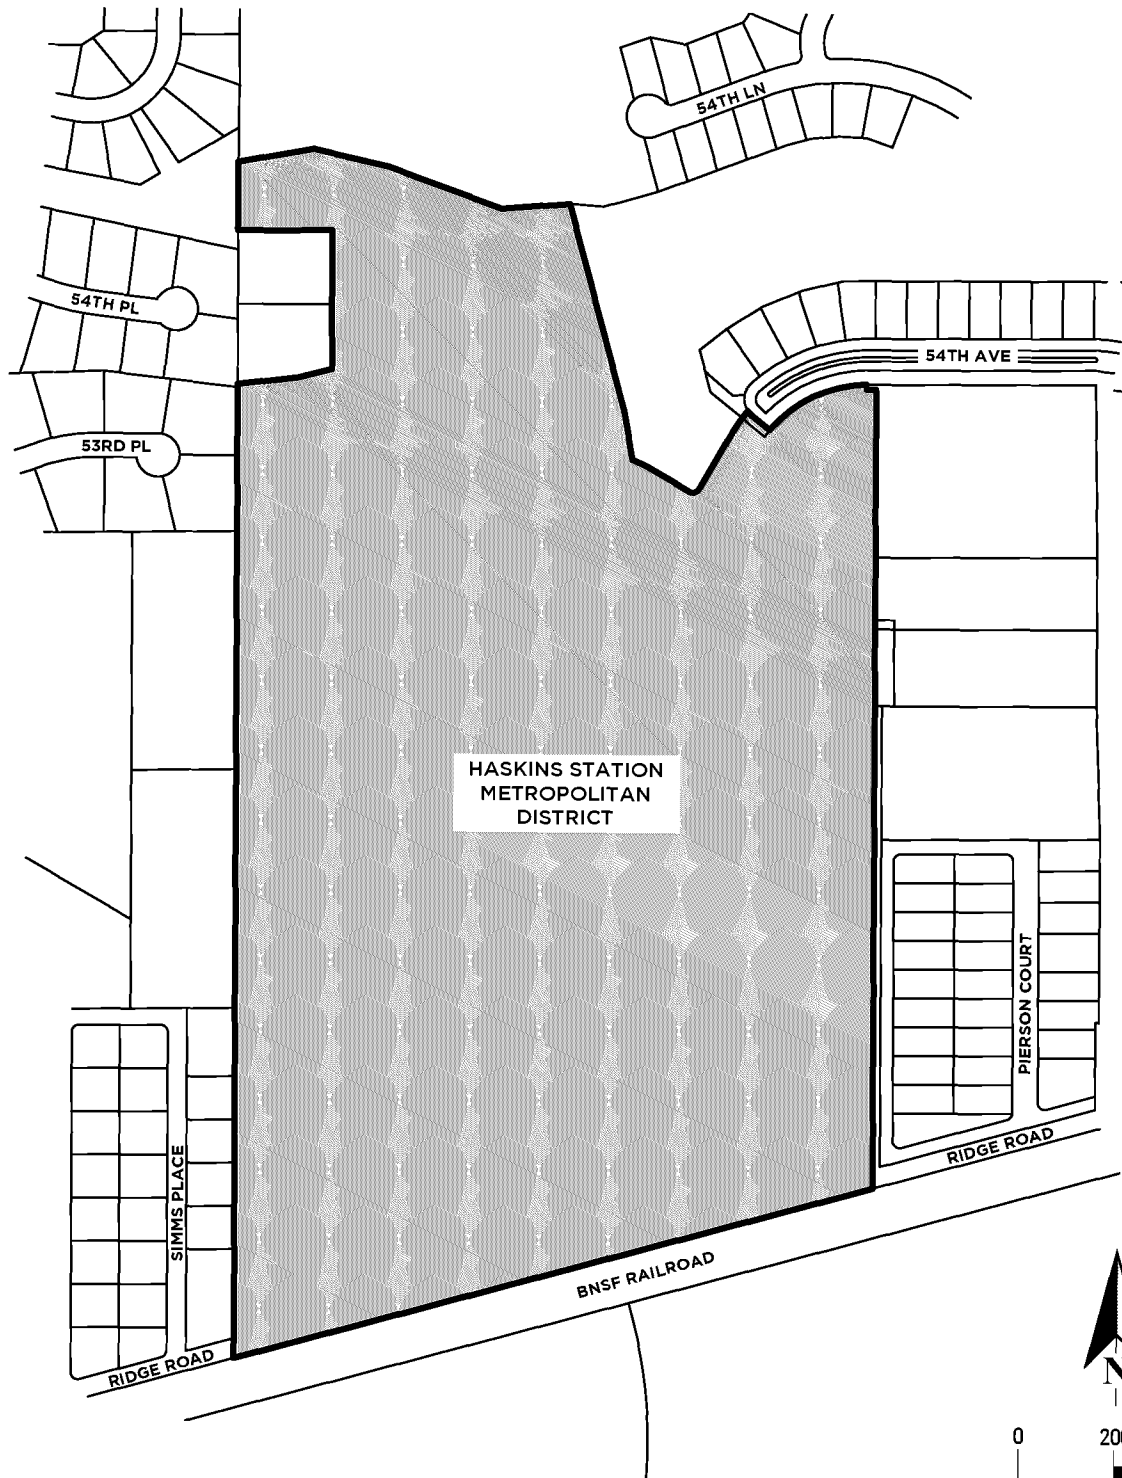 54TH LN
54TH PL
54TH AVE
53RD PL
HASKINS STATION
METROPOLITAN
DISTRICT
PIERSON COURT
RIDGE ROAD
SIMMS PLACE
BNSF RAILROAD
RIDGE ROAD
N
0